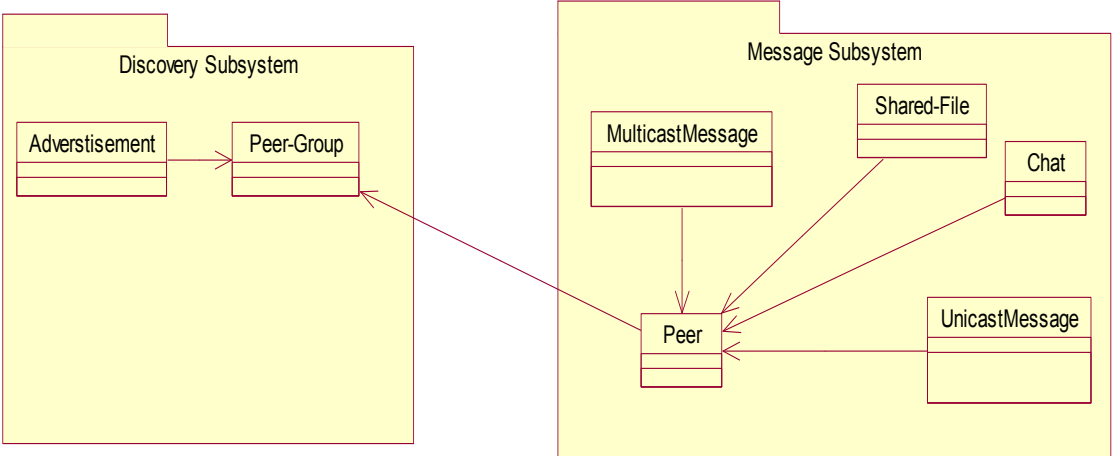 Discovery Subsystem
Adverstisement
Peer-Group
Message Subsystem
MulticastMessage
Shared-File
Chat
Peer
UnicastMessage